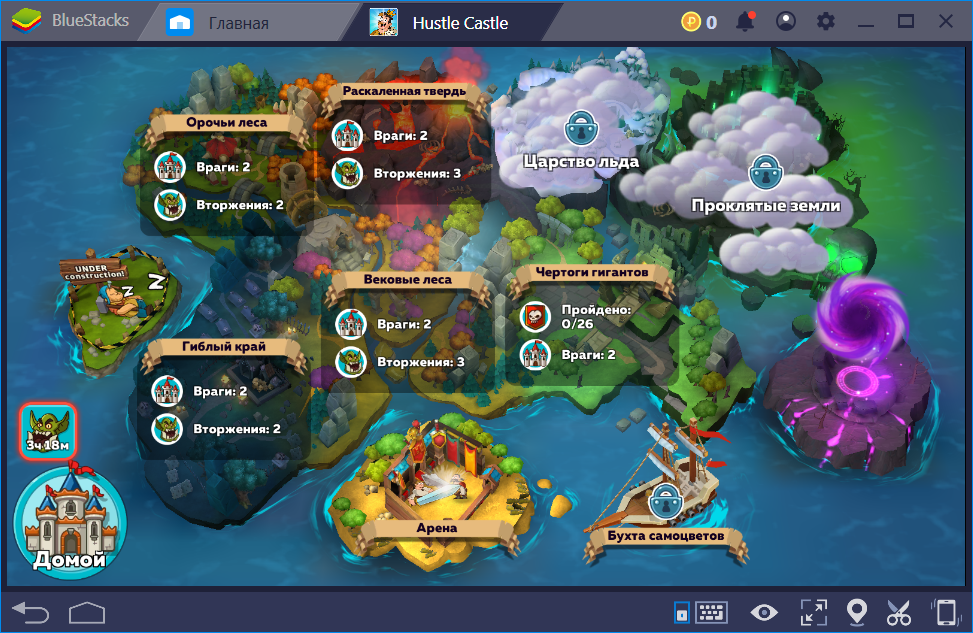 BlueStacks
Главная
Hustle Castle
0
Раскаленная твердь
Враги: 2
Вторжения: 3
Орочьи леса
Враги: 2
Вторжения: 2
Царство льда
Проклятые земли
UNDER
construction!
Z
Z
Вековые леса
Враги: 2
Вторжения: 3
Чертоги гигантов
Пройдено:
0/26
Враги: 2
Гиблый край
Враги: 2
Вторжения: 2
3ч 18м
Домой
Арена
Бухта самоцветов